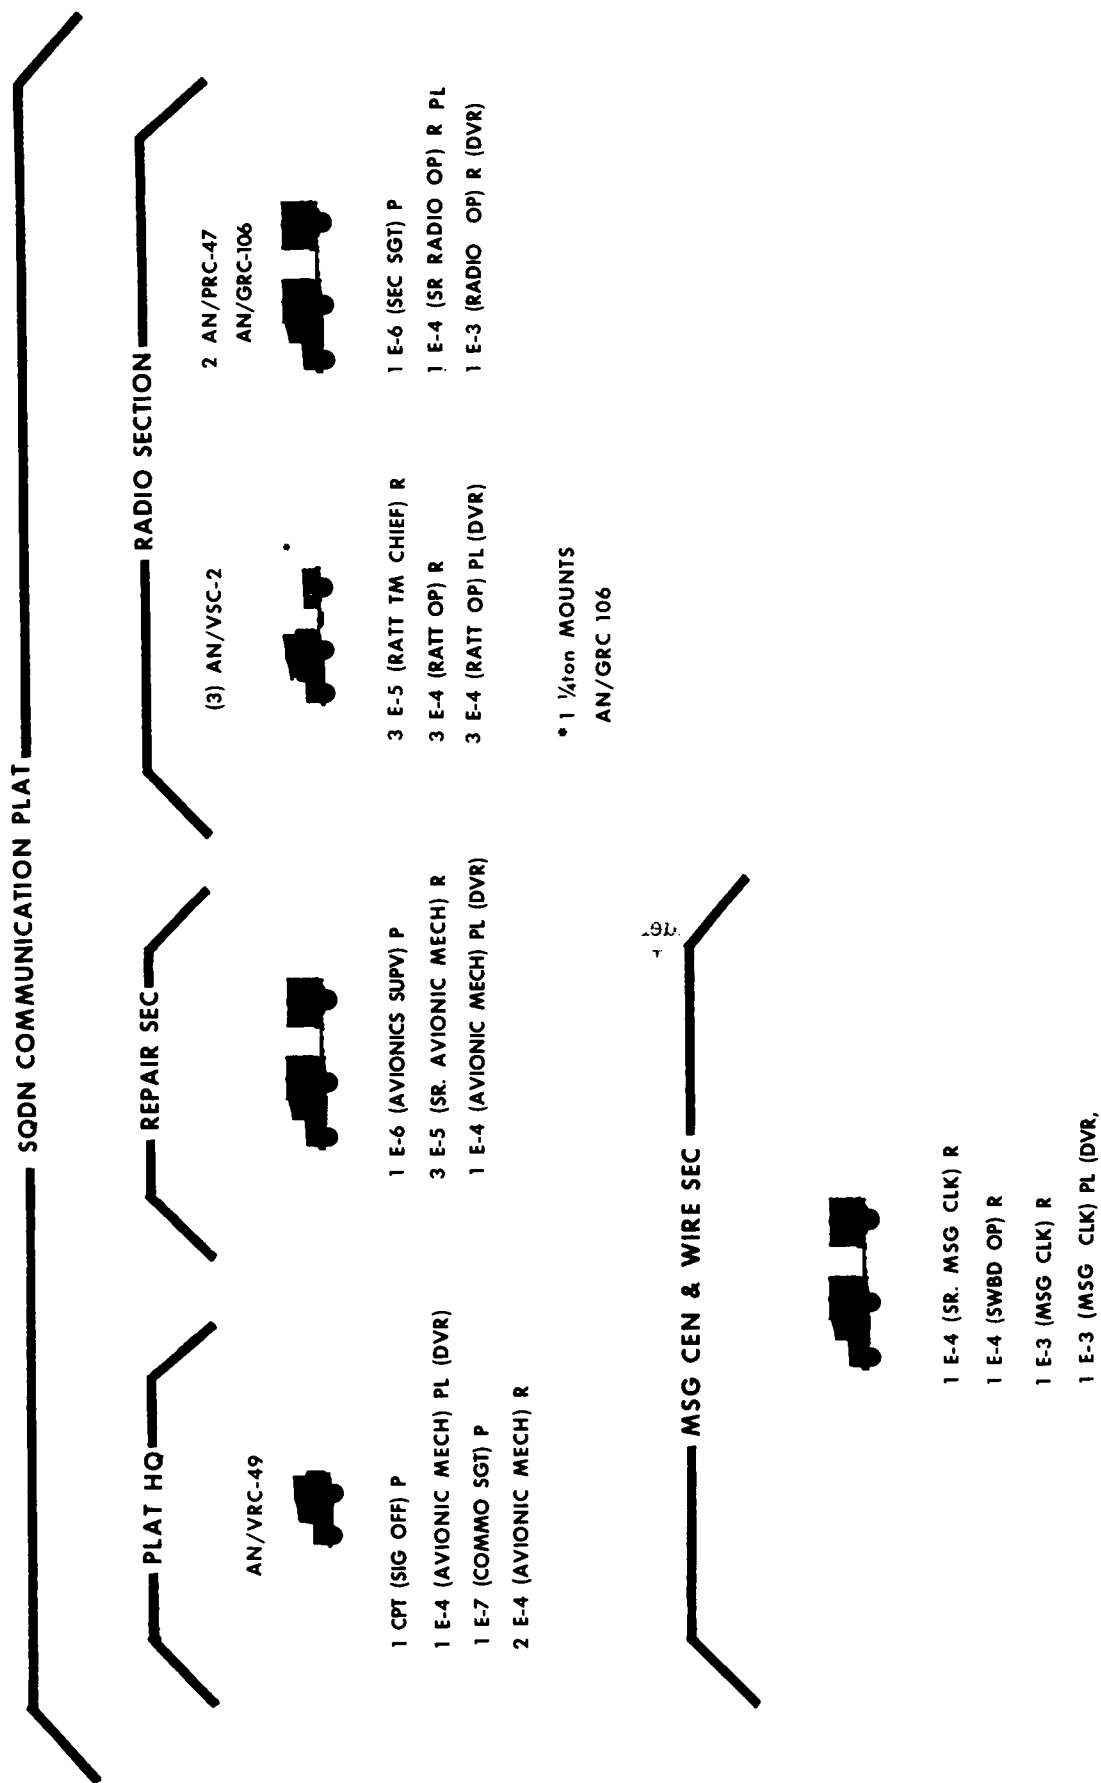 SQDN COMMUNICATION PLAT
PLAT HQ
AN/VRC-49
1 CPT (SIG OFF) P
1 E-4 (AVIONIC MECH) PL (DVR)
1 E-7 (COMMO SGT) P
2 E-4 (AVIONIC MECH) R
REPAIR SEC
1 E-6 (AVIONICS SUPV) P
3 E-5 (SR. AVIONIC MECH) R
1 E-4 (AVIONIC MECH) PL (DVR)
RADIO SECTION
(3) AN/VSC-2
*
3 E-5 (RATT TM CHIEF) R
3 E-4 (RATT OP) R
3 E-4 (RATT OP) PL (DVR)
*1 ¼ton MOUNTS
AN/GRC 106
2 AN/PRC-47
AN/GRC-106
1 E-6 (SEC SGT) P
1 E-4 (SR RADIO OP) R PL
1 E-3 (RADIO OP) R (DVR)
MSG CEN & WIRE SEC
1 E-4 (SR. MSG CLK) R
1 E-4 (SWBD OP) R
1 E-3 (MSG CLK) R
1 E-3 (MSG CLK) PL (DVR,